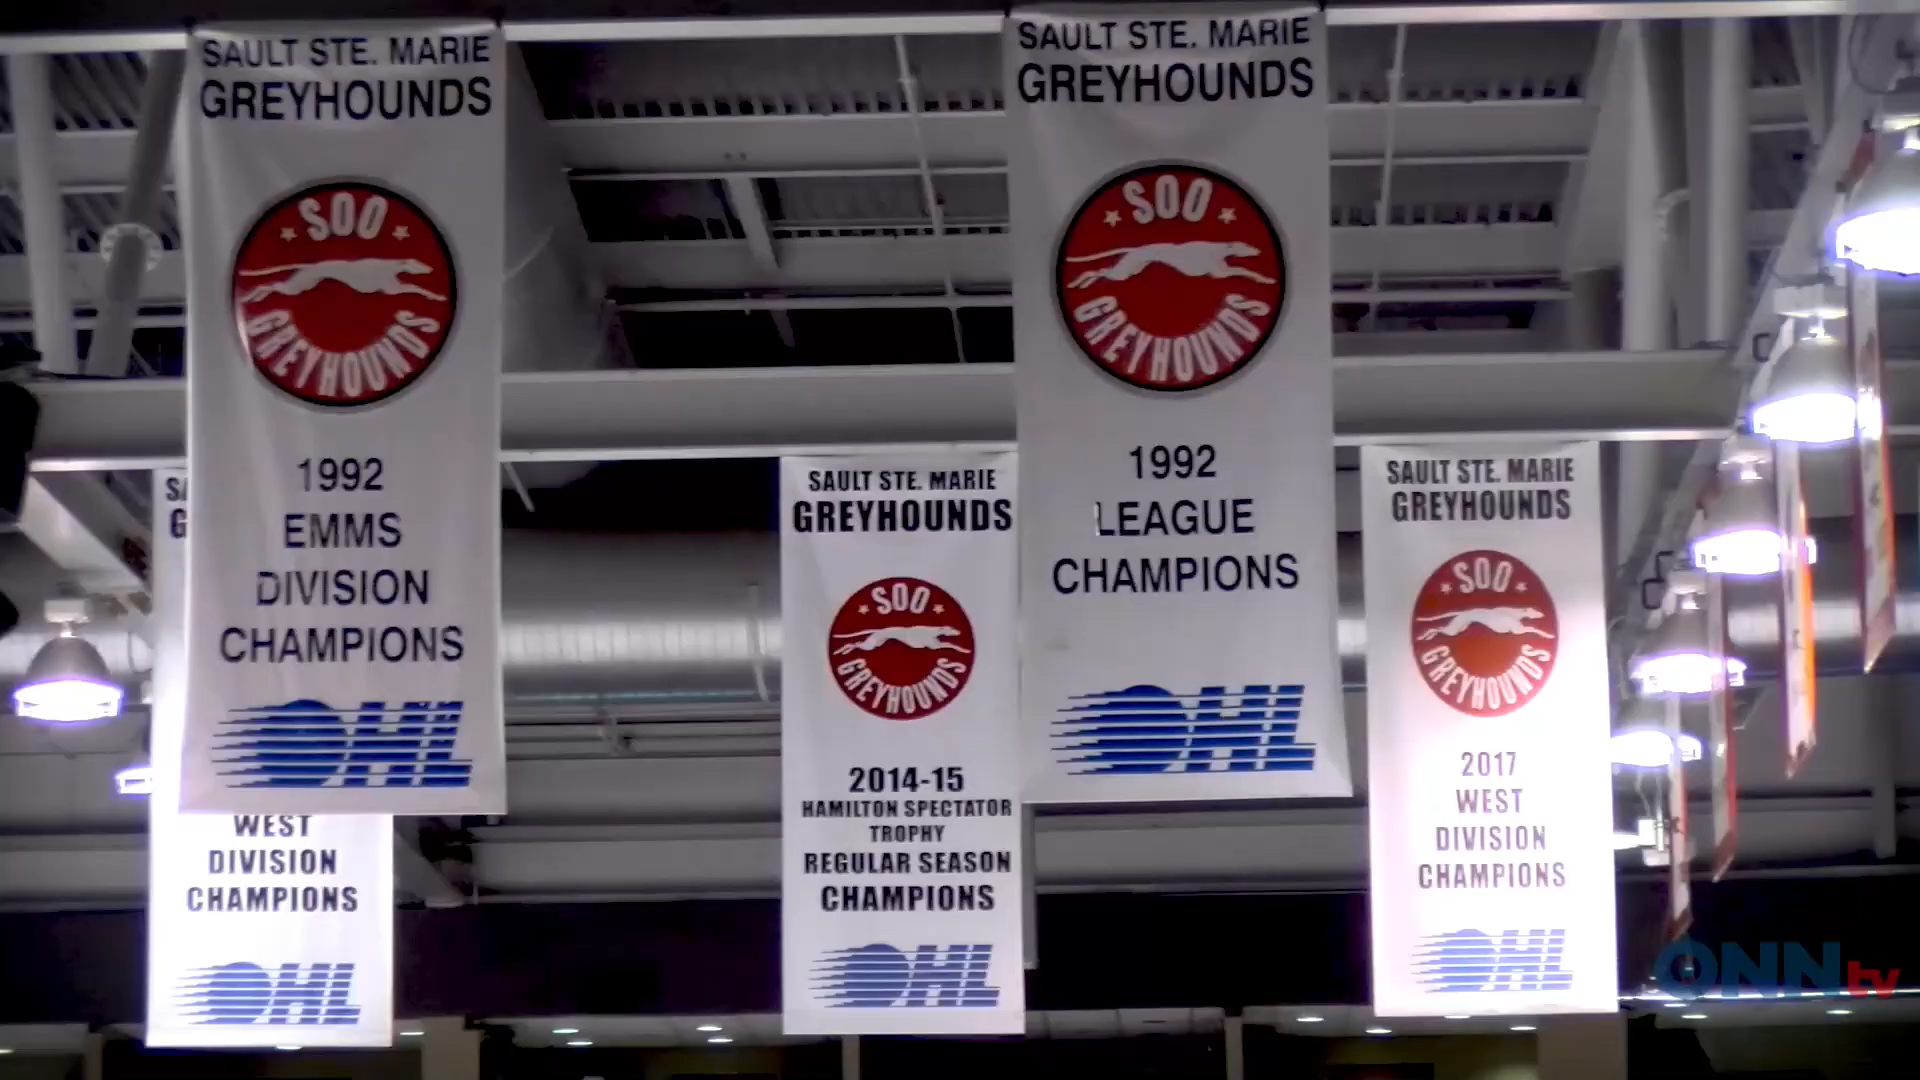 SAULT STE. MARIE
GREYHOUNDS
SOO
GREYHOUNDS
1992
EMMS
DIVISION
CHAMPIONS
OHL
SAULT STE. MARIE
GREYHOUNDS
SOO
GREYHOUNDS
1992
LEAGUE
CHAMPIONS
OHL
WEST
DIVISION
CHAMPIONS
OHL
SAULT STE. MARIE
GREYHOUNDS
SOO
GREYHOUNDS
2014-15
HAMILTON SPECTATOR
TROPHY
REGULAR SEASON
CHAMPIONS
OHL
SAULT STE. MARIE
GREYHOUNDS
SOO
GREYHOUNDS
2017
WEST
DIVISION
CHAMPIONS
OHL
ONNtv